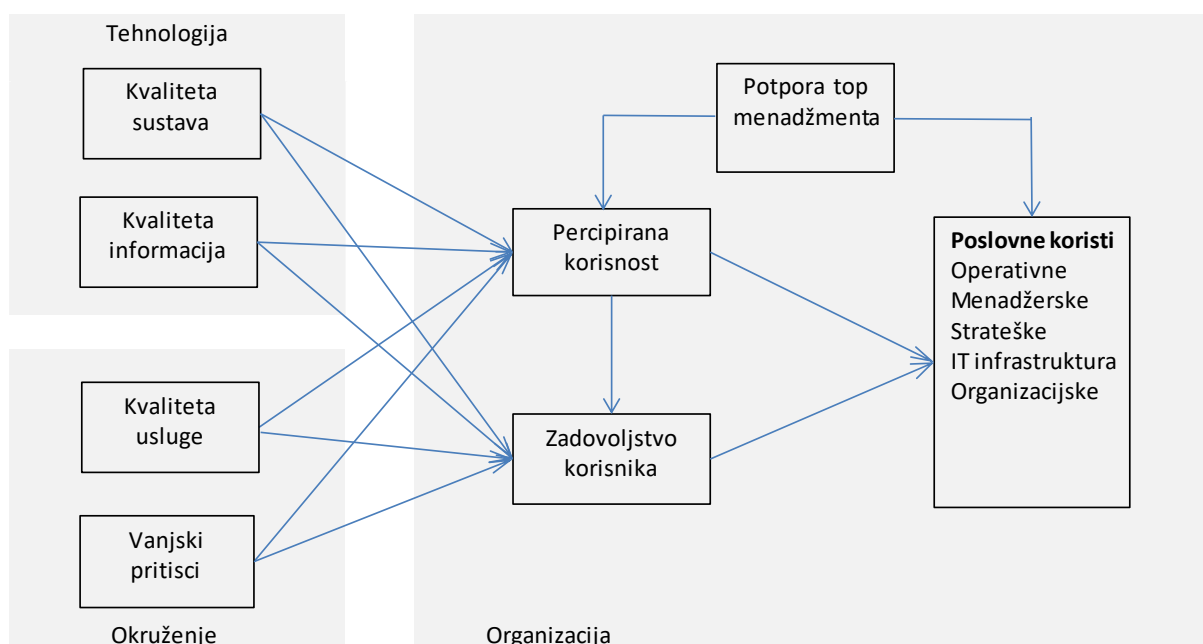 Tehnologija
Kvaliteta
sustava
Kvaliteta
informacija
Kvaliteta
usluge
Vanjski
pritisci
Okruženje
Potpora top
menadžmenta
Percipirana
korisnost
Zadovoljstvo
korisnika
Poslovne koristi
Operativne
Menadžerske
Strateške
IT infrastruktura
Organizacijske
Organizacija